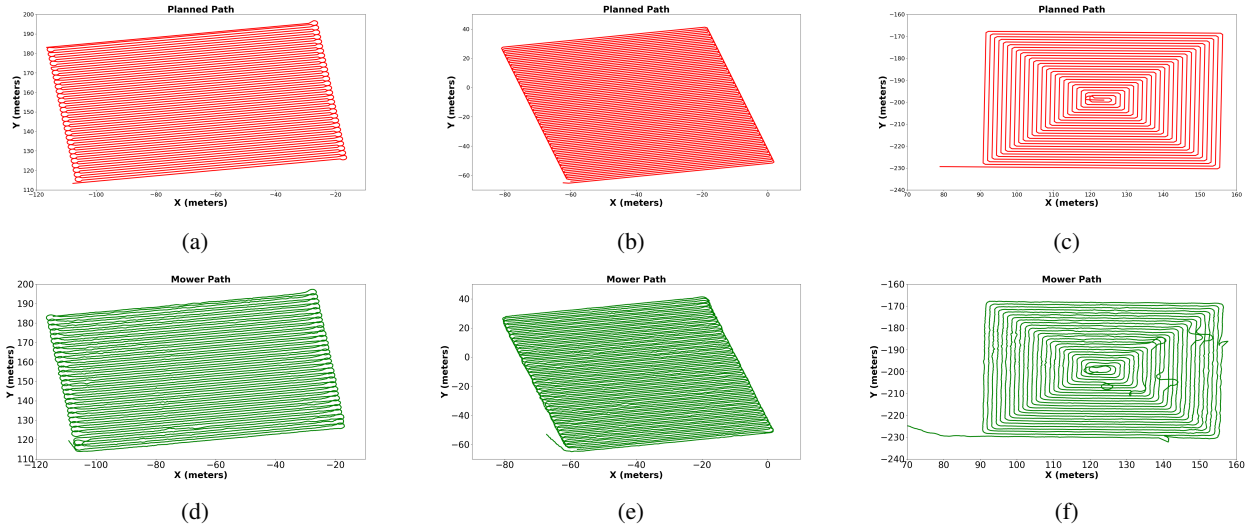 Planned Path
200
190
180
170
160
150
140
130
120
110
−120 −100 −80 −60 −40 −20
Y (meters)
X (meters)
(a)
Planned Path
40
20
0
−20
−40
−60
−80 −60 −40 −20 0
Y (meters)
X (meters)
(b)
Planned Path
−160
−170
−180
−190
−200
−210
−220
−230
−240
70 80 90 100 110 120 130 140 150 160
Y (meters)
X (meters)
(c)
Mower Path
200
190
180
170
160
150
140
130
120
110
−120 −100 −80 −60 −40 −20
Y (meters)
X (meters)
(d)
Mower Path
40
20
0
−20
−40
−60
−80 −60 −40 −20 0
Y (meters)
X (meters)
(e)
Mower Path
−160
−170
−180
−190
−200
−210
−220
−230
−240
70 80 90 100 110 120 130 140 150 160
Y (meters)
X (meters)
(f)